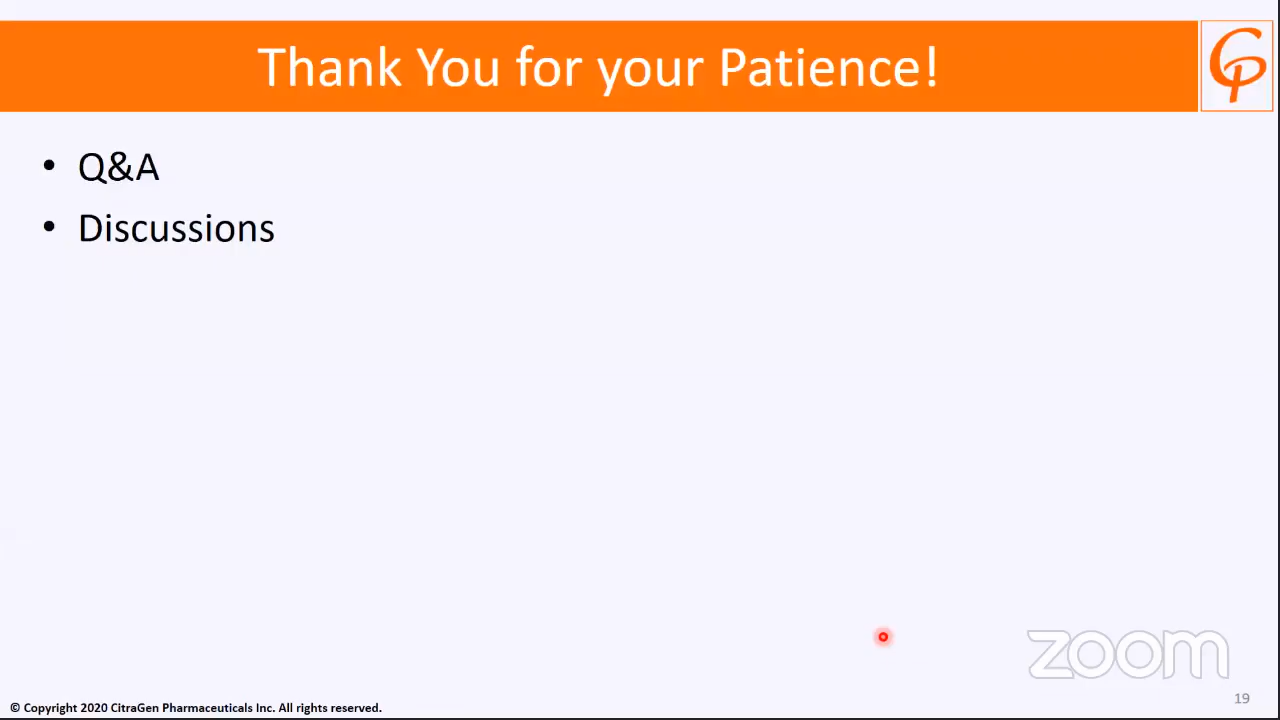 Thank You for your Patience!
• Q&A
• Discussions
zoom
19
© Copyright 2020 CitraGen Pharmaceuticals Inc. All rights reserved.